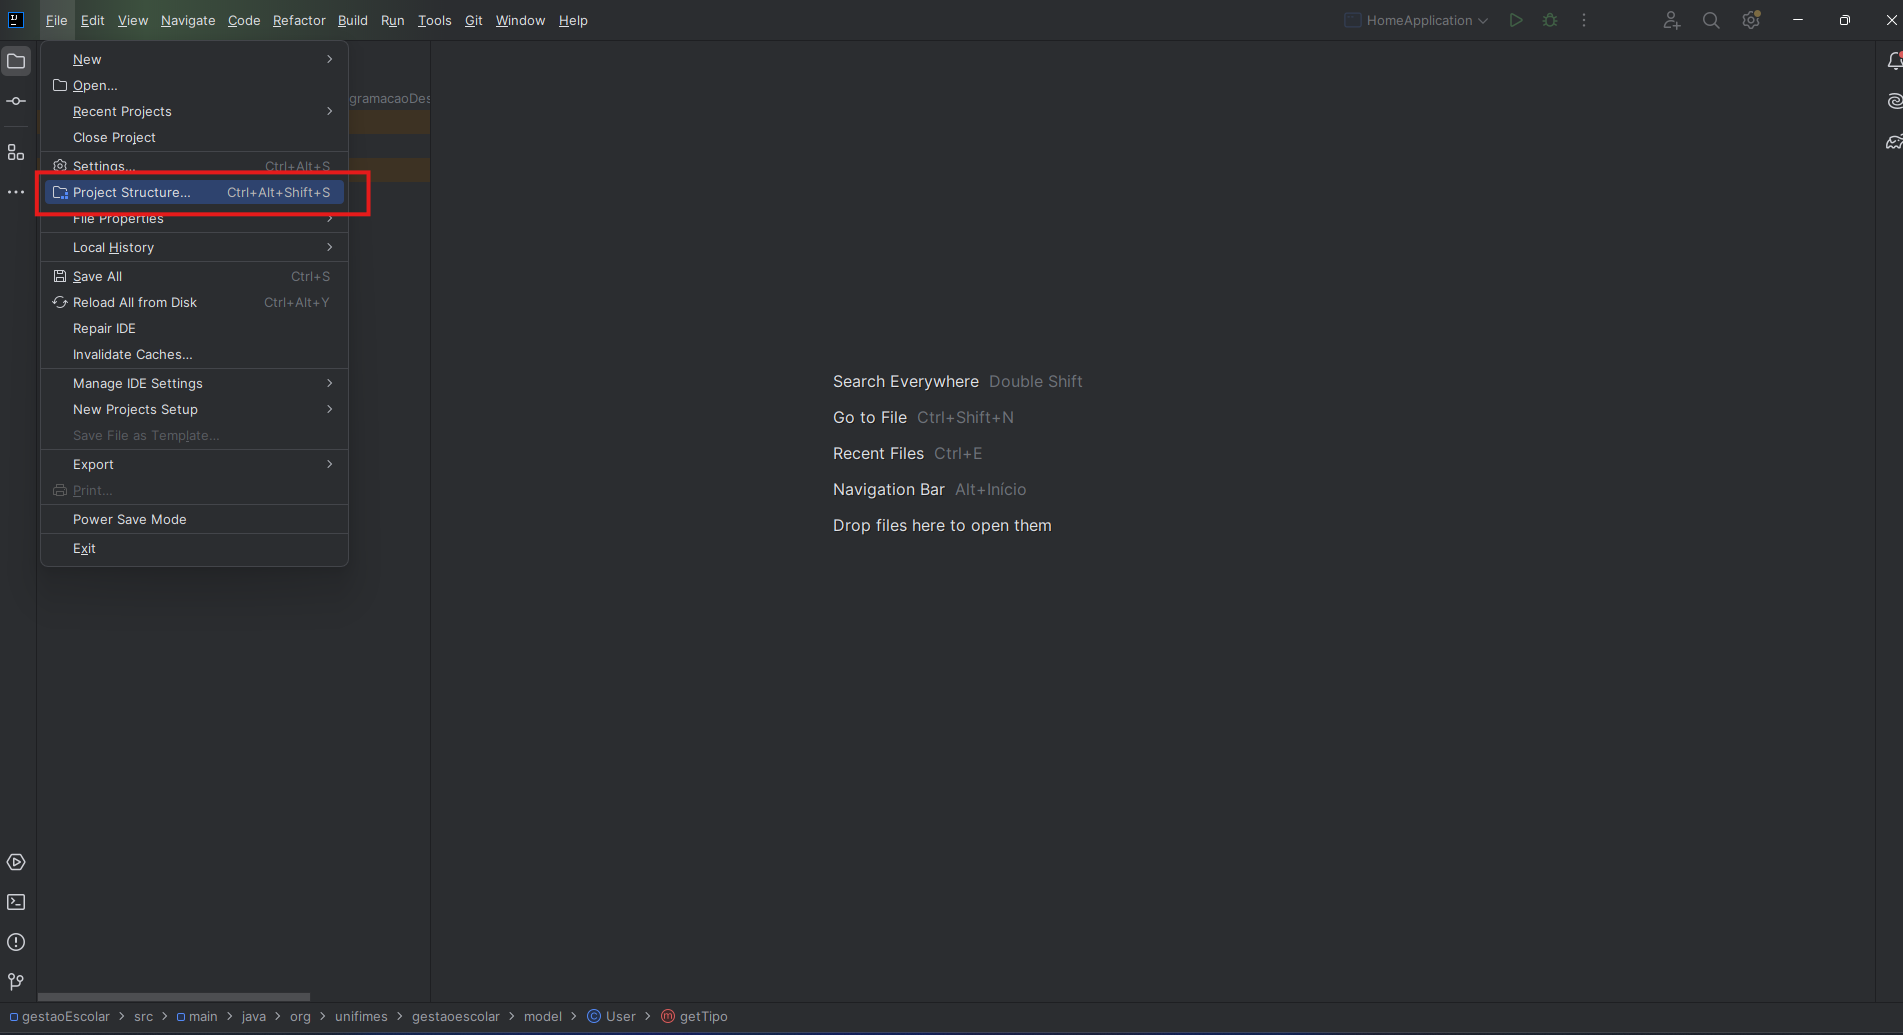 File Edit View Navigate Code Refactor Build Run Tools Git Window Help HomeApplication
New
Open...
Recent Projects
Close Project
gramacaoDes
Settings... Ctrl+Alt+S
Project Structure... Ctrl+Alt+Shift+S
File Properties
Local History
Save All Ctrl+S
Reload All from Disk Ctrl+Alt+Y
Repair IDE
Invalidate Caches...
Manage IDE Settings
New Projects Setup
Save File as Template...
Export
Print...
Power Save Mode
Exit
Search Everywhere Double Shift
Go to File Ctrl+Shift+N
Recent Files Ctrl+E
Navigation Bar Alt+Início
Drop files here to open them
gestaoEscolar > src > main > java > org > unifimes > gestaoescolar > model > User > getTipo